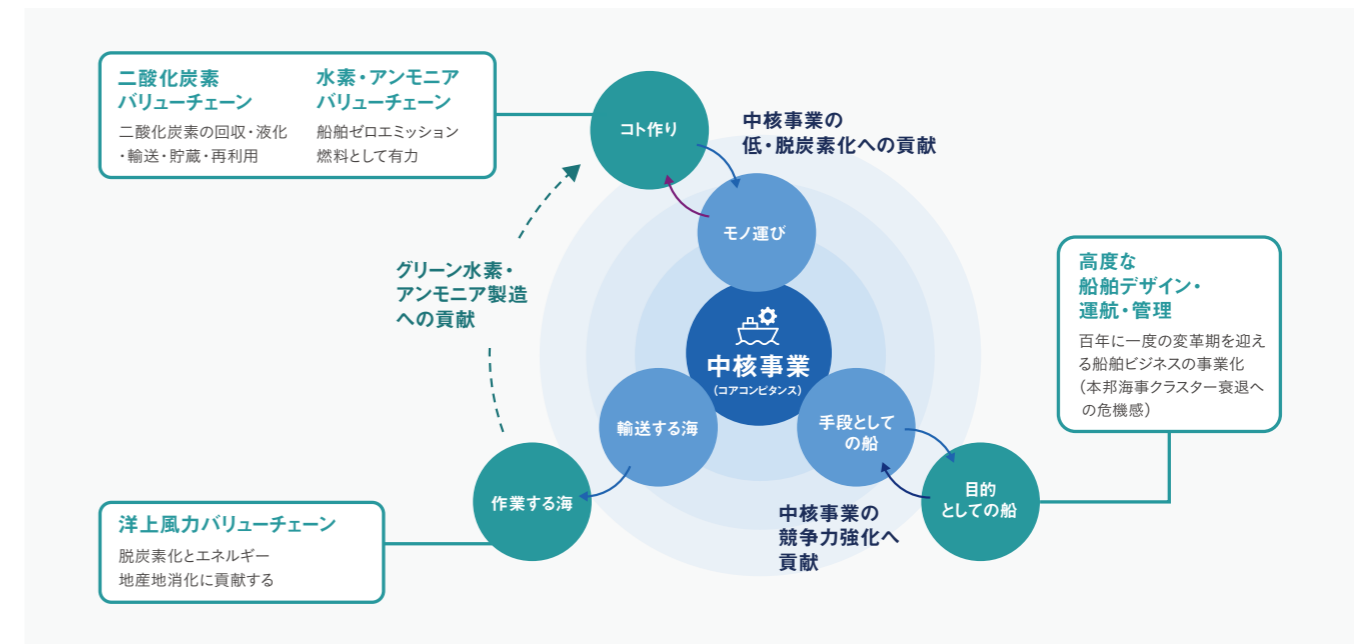 二酸化炭素
バリューチェーン
二酸化炭素の回収・液化
・輸送・貯蔵・再利用
水素・アンモニア
バリューチェーン
船舶ゼロエミッション
燃料として有力
コト作り
中核事業の
低・脱炭素化への貢献
モノ運び
グリーン水素・
アンモニア製造
への貢献
高度な
船舶デザイン・
運航・管理
百年に一度の変革期を迎え
る船舶ビジネスの事業化
（本邦海事クラスター衰退へ
の危機感）
中核事業
（コアコンピタンス）
輸送する海
手段として
の船
作業する海
目的
としての船
中核事業の
競争力強化へ
貢献
洋上風力バリューチェーン
脱炭素化とエネルギー
地産地消化に貢献する